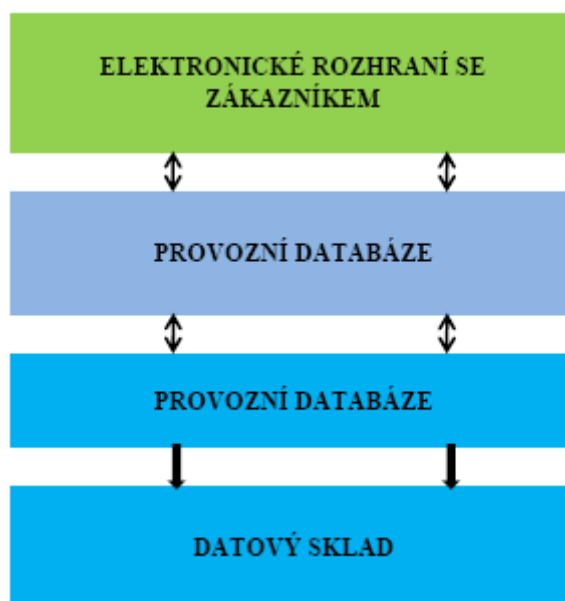 ELEKTRONICKÉ ROZHRANÍ SE
ZÁKAZNÍKEM
PROVOZNÍ DATABÁZE
PROVOZNÍ DATABÁZE
DATOVÝ SKLAD